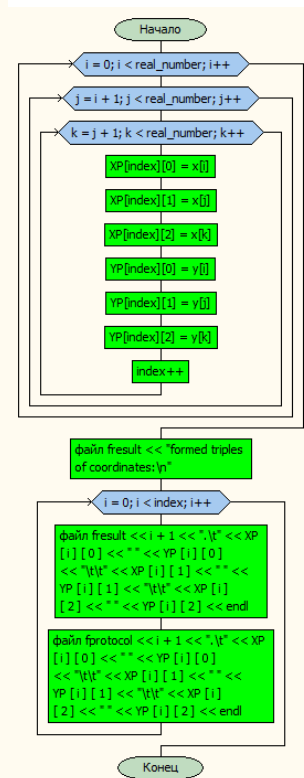 Начало
i = 0; i < real_number; i++
j = i + 1; j < real_number; j++
k = j + 1; k < real_number; k++
XP[index][0] = x[i]
XP[index][1] = x[j]
XP[index][2] = x[k]
YP[index][0] = y[i]
YP[index][1] = y[j]
YP[index][2] = y[k]
index++
файл fresult << "formed triples
of coordinates:\n"
i = 0; i < index; i++
файл fresult << i + 1 << ".\t" << XP
[ i ] [ 0 ] << " " << YP [ i ] [ 0 ]
<< "\t\t" << XP [ i ] [ 1 ] << " " <<
YP [ i ] [ 1 ] << "\t\t" << XP [ i ]
[ 2 ] << " " << YP [ i ] [ 2 ] << endl
файл fprotocol << i + 1 << ".\t" << XP
[ i ] [ 0 ] << " " << YP [ i ] [ 0 ]
<< "\t\t" << XP [ i ] [ 1 ] << " " <<
YP [ i ] [ 1 ] << "\t\t" << XP [ i ]
[ 2 ] << " " << YP [ i ] [ 2 ] << endl
Конец